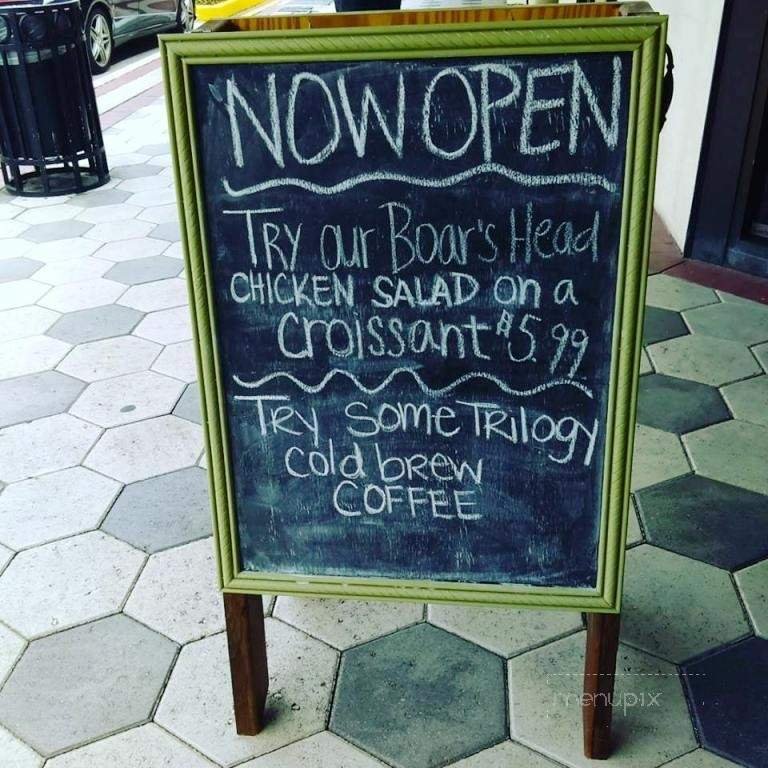 NOW OPEN
Try our Boar's Head
CHICKEN SALAD on a
Croissant $5.99
Try Some Trilogy
Cold brew
COFFEE
menupix